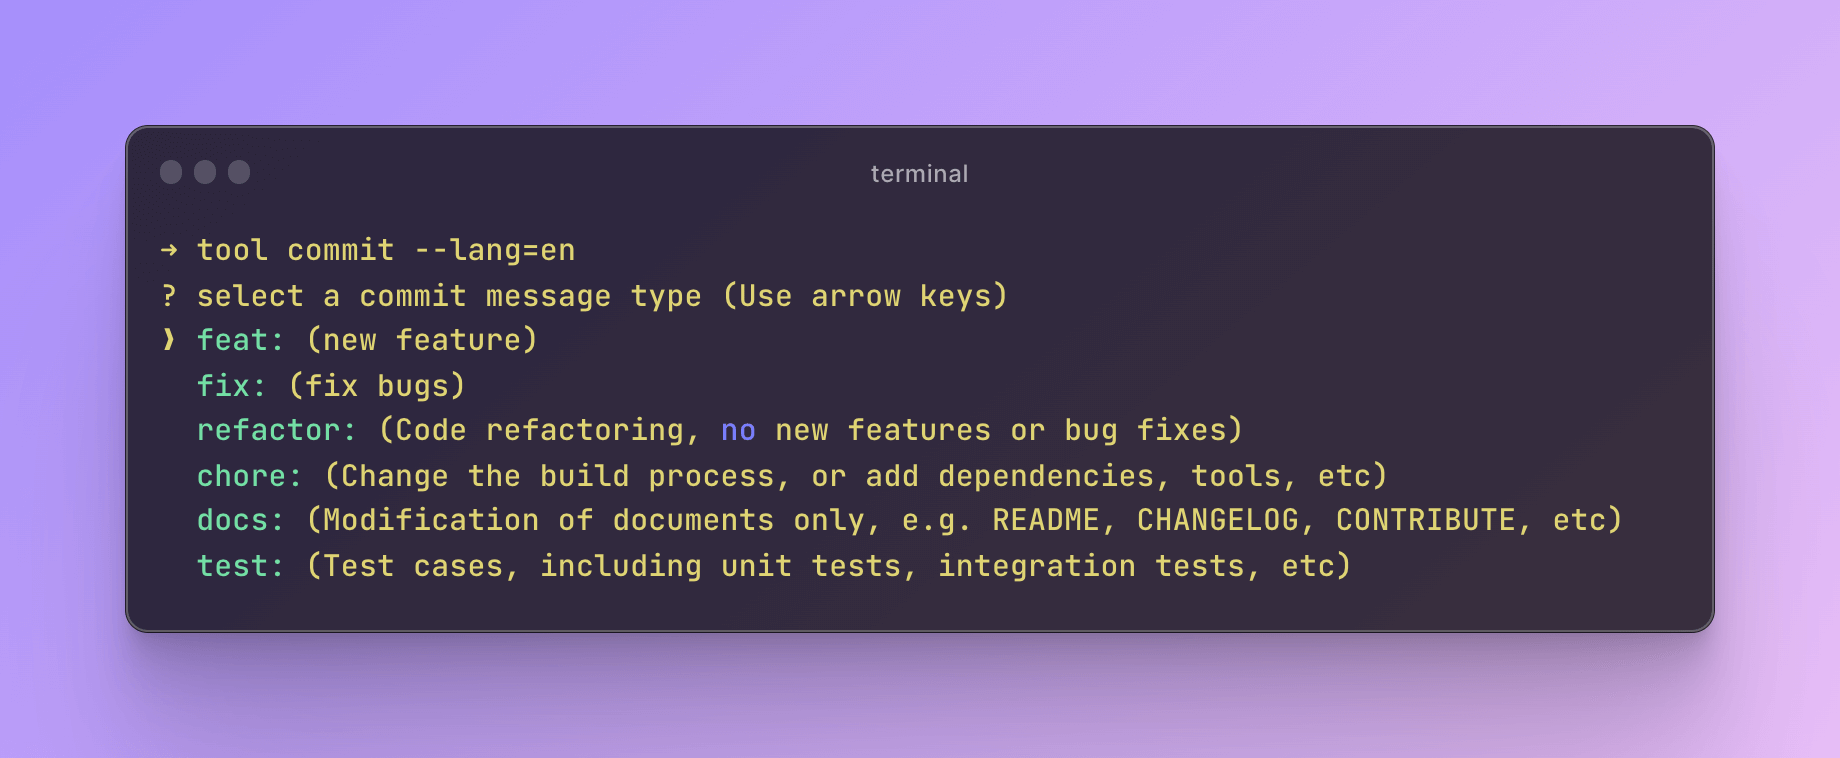 terminal
→ tool commit --lang=en
? select a commit message type (Use arrow keys)
❯ feat: (new feature)
fix: (fix bugs)
refactor: (Code refactoring, no new features or bug fixes)
chore: (Change the build process, or add dependencies, tools, etc)
docs: (Modification of documents only, e.g. README, CHANGELOG, CONTRIBUTE, etc)
test: (Test cases, including unit tests, integration tests, etc)